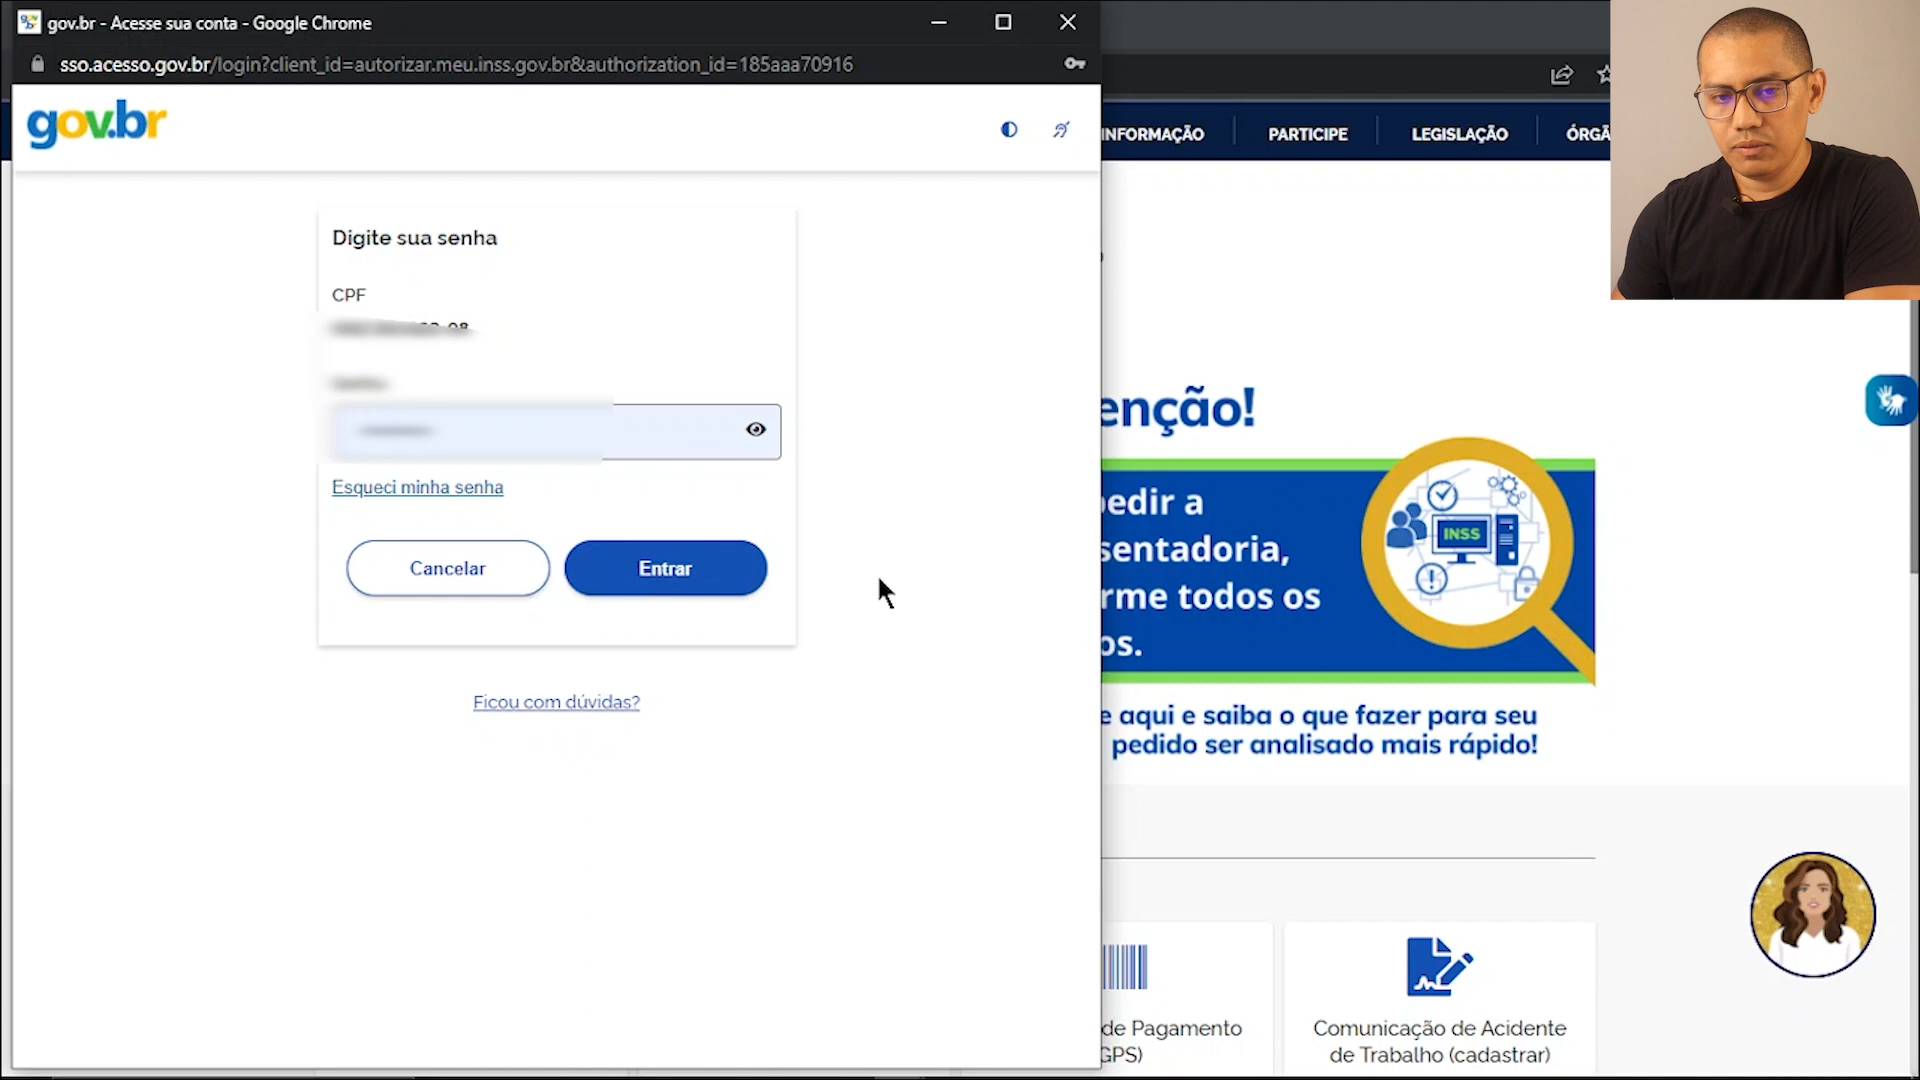 gov.br - Acesse sua conta - Google Chrome
sso.acesso.gov.br/login?client_id=autorizar.meu.inss.gov.br&authorization_id=185aaa70916
gov.br
Digite sua senha
CPF
Esqueci minha senha
Cancelar
Entrar
Ficou com dúvidas?
INFORMAÇÃO
PARTICIPE
LEGISLAÇÃO
ÓRGÃ
enção!
edir a
sentadoria,
rme todos os
os.
INSS
e aqui e saiba o que fazer para seu
pedido ser analisado mais rápido!
de Pagamento
GPS)
Comunicação de Acidente
de Trabalho (cadastrar)